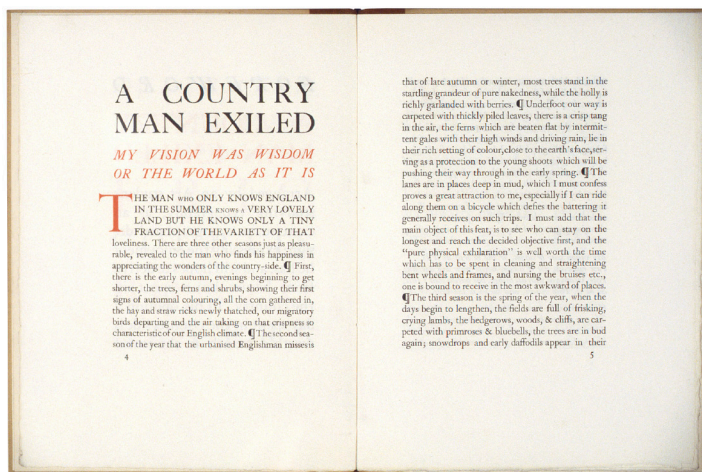 A COUNTRY
MAN EXILED
MY VISION WAS WISDOM
OR THE WORLD AS IT IS
THE MAN WHO ONLY KNOWS ENGLAND
IN THE SUMMER KNOWS A VERY LOVELY
LAND BUT HE KNOWS ONLY A TINY
FRACTION OF THE VARIETY OF THAT
loveliness. There are three other seasons just as pleasu-
rable, revealed to the man who finds his happiness in
appreciating the wonders of the country-side. ¶ First,
there is the early autumn, evenings beginning to get
shorter, the trees, ferns and shrubs, showing their first
signs of autumnal colouring, all the corn gathered in,
the hay and straw ricks newly thatched, our migratory
birds departing and the air taking on that crispness so
characteristic of our English climate. ¶ The second sea-
son of the year that the urbanised Englishman misses is
4
that of late autumn or winter, most trees stand in the
startling grandeur of pure nakedness, while the holly is
richly garlanded with berries. ¶ Underfoot our way is
carpeted with thickly piled leaves, there is a crisp tang
in the air, the ferns which are beaten flat by intermit-
tent gales with their high winds and driving rain, lie in
their rich setting of colour, close to the earth's face, ser-
ving as a protection to the young shoots which will be
pushing their way through in the early spring. ¶ The
lanes are in places deep in mud, which I must confess
proves a great attraction to me, especially if I can ride
along them on a bicycle which defies the battering it
generally receives on such trips. I must add that the
main object of this feat, is to see who can stay on the
longest and reach the decided objective first, and the
"pure physical exhilaration" is well worth the time
which has to be spent in cleaning and straightening
bent wheels and frames, and nursing the bruises etc.,
one is bound to receive in the most awkward of places.
¶ The third season is the spring of the year, when the
days begin to lengthen, the fields are full of frisking,
crying lambs, the hedgerows, woods, & cliffs, are car-
peted with primroses & bluebells, the trees are in bud
again; snowdrops and early daffodils appear in their
5